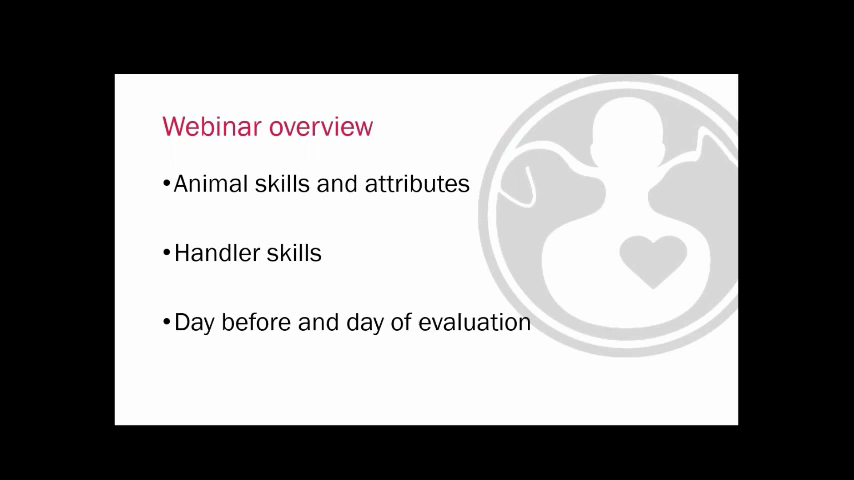 Webinar overview
•Animal skills and attributes
•Handler skills
•Day before and day of evaluation